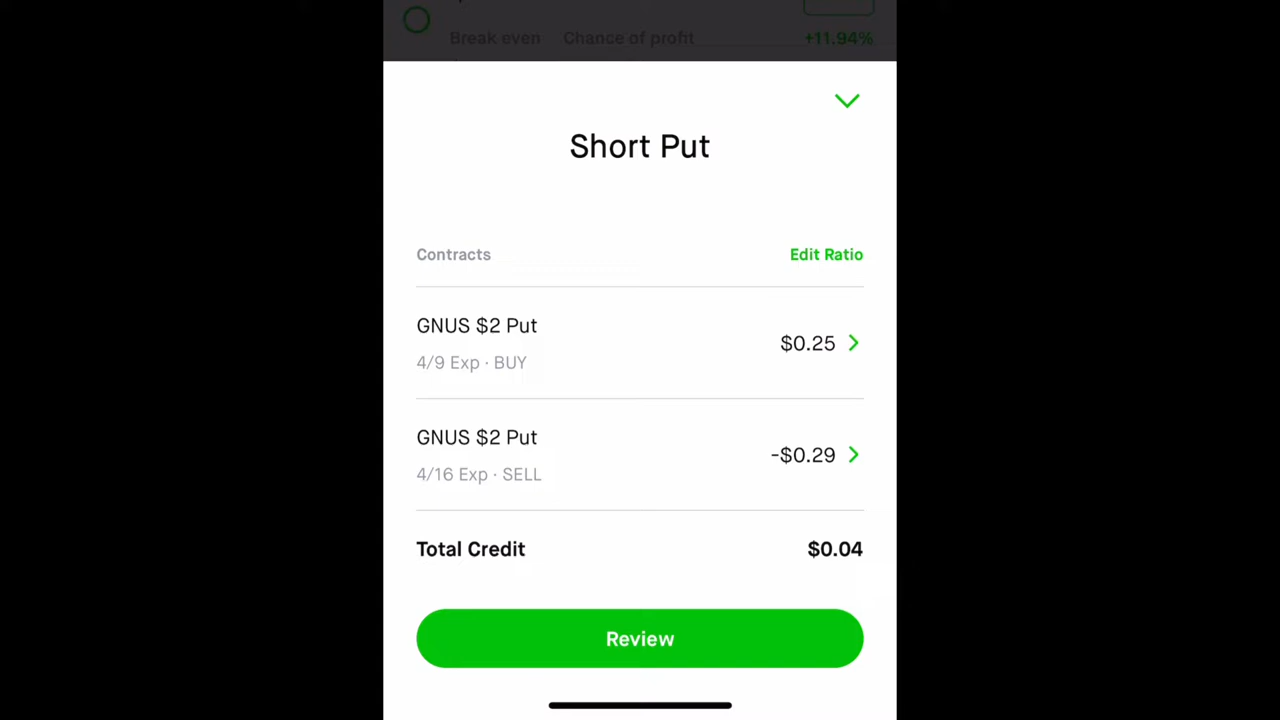 Break even Chance of profit +11.94%
Short Put
Contracts Edit Ratio
GNUS $2 Put
$0.25
4/9 Exp · BUY
GNUS $2 Put
-$0.29
4/16 Exp · SELL
Total Credit $0.04
Review